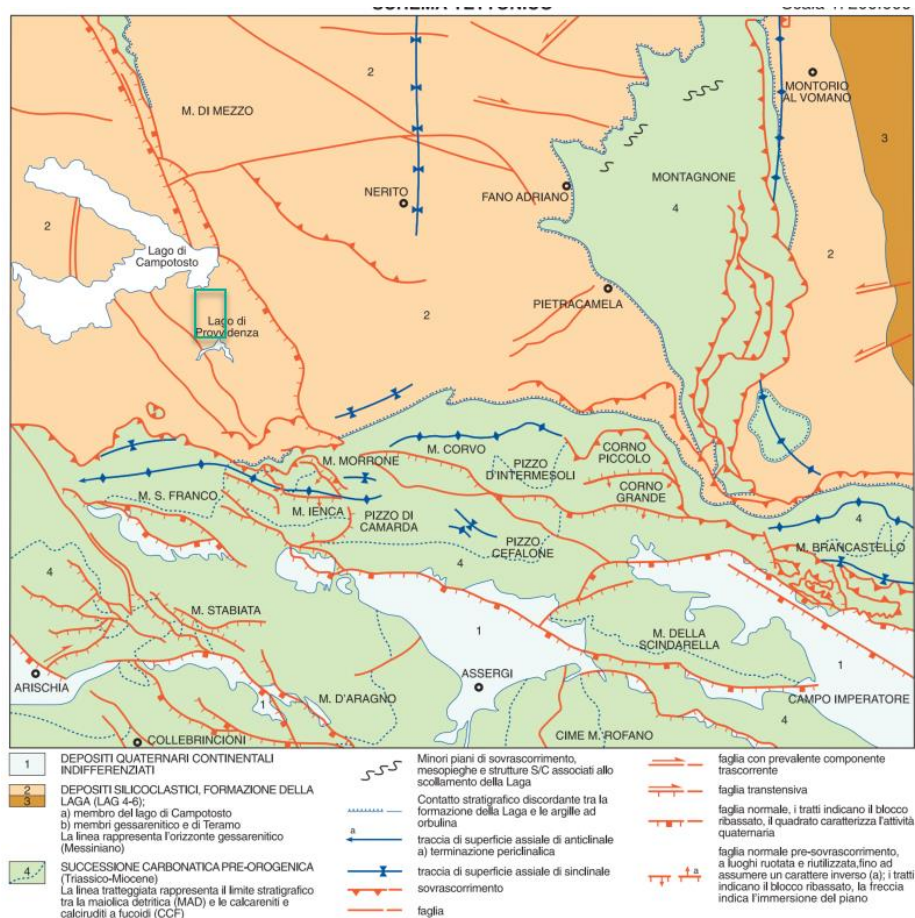 SCHEMA TETTONICO
Scala 1:200.000
2
M. DI MEZZO
MONTORIO
AL VOMANO
3
NERITO
FANO ADRIANO
MONTAGNONE
4
2
Lago di
Campotosto
2
PIETRACAMELA
Lago di
Provvidenza
2
M. CORVO
CORNO
PICCOLO
M. MORRONE
PIZZO
D'INTERMESOLI
M. S. FRANCO
CORNO
GRANDE
M. IENCA
PIZZO DI
CAMARDA
4
PIZZO
CEFALONE
M. BRANCASTELLO
4
4
M. STABIATA
1
M. DELLA
SCINDARELLA
1
ARISCHIA
ASSERGI
M. D'ARAGNO
CAMPO IMPERATORE
1
4
COLLEBRINCIONI
CIME M. ROFANO
1
DEPOSITI QUATERNARI CONTINENTALI
INDIFFERENZIATI
2
3
DEPOSITI SILICOCLASTICI, FORMAZIONE DELLA
LAGA (LAG 4-6);
a) membro del lago di Campotosto
b) membri gessarenitico e di Teramo
La linea rappresenta l'orizzonte gessarenitico
(Messiniano)
4
SUCCESSIONE CARBONATICA PRE-OROGENICA
(Triassico-Miocene)
La linea tratteggiata rappresenta il limite stratigrafico
tra la maiolica detritica (MAD) e le calcareniti e
calciruditi a fucoidi (CCF)
Minori piani di sovrascorrimento,
mesopieghe e strutture S/C associati allo
scollamento della Laga
Contatto stratigrafico discordante tra la
formazione della Laga e le argille ad
orbulina
a
traccia di superficie assiale di anticlinale
a) terminazione periclinalica
traccia di superficie assiale di sinclinale
sovrascorrimento
faglia
faglia con prevalente componente
trascorrente
faglia transtensiva
faglia normale, i tratti indicano il blocco
ribassato, il quadrato caratterizza l'attività
quaternaria
a
faglia normale pre-sovrascorrimento,
a luoghi ruotata e riutilizzata,fino ad
assumere un carattere inverso (a); i tratti
indicano il blocco ribassato, la freccia
indica l'immersione del piano